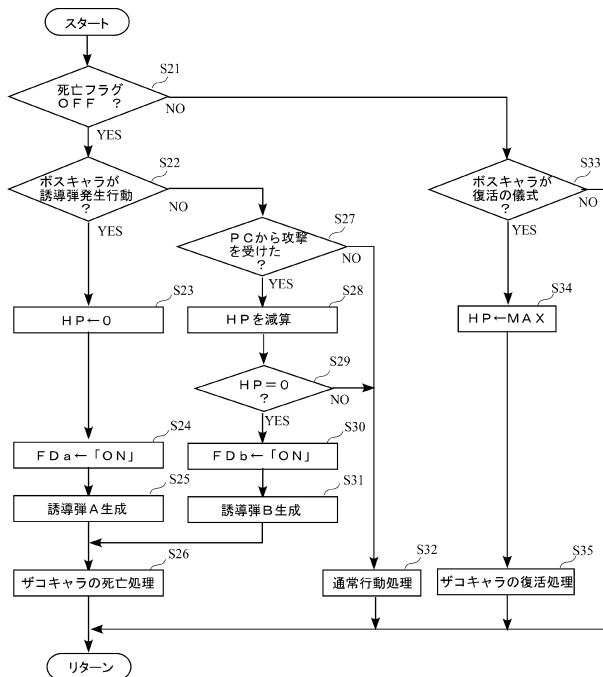 スタート
S21
死亡フラグ
OFF ?
NO
YES
S22
ボスキャラが
誘導弾発生行動
?
NO
YES
S33
ボスキャラが
復活の儀式
?
NO
YES
S27
PCから攻撃
を受けた
?
NO
YES
S23
HP←0
S28
HPを減算
S34
HP←MAX
S29
HP=0
?
NO
YES
S24
FDa←「ON」
S30
FDb←「ON」
S25
誘導弾A生成
S31
誘導弾B生成
S26
ザコキャラの死亡処理
S32
通常行動処理
S35
ザコキャラの復活処理
リターン